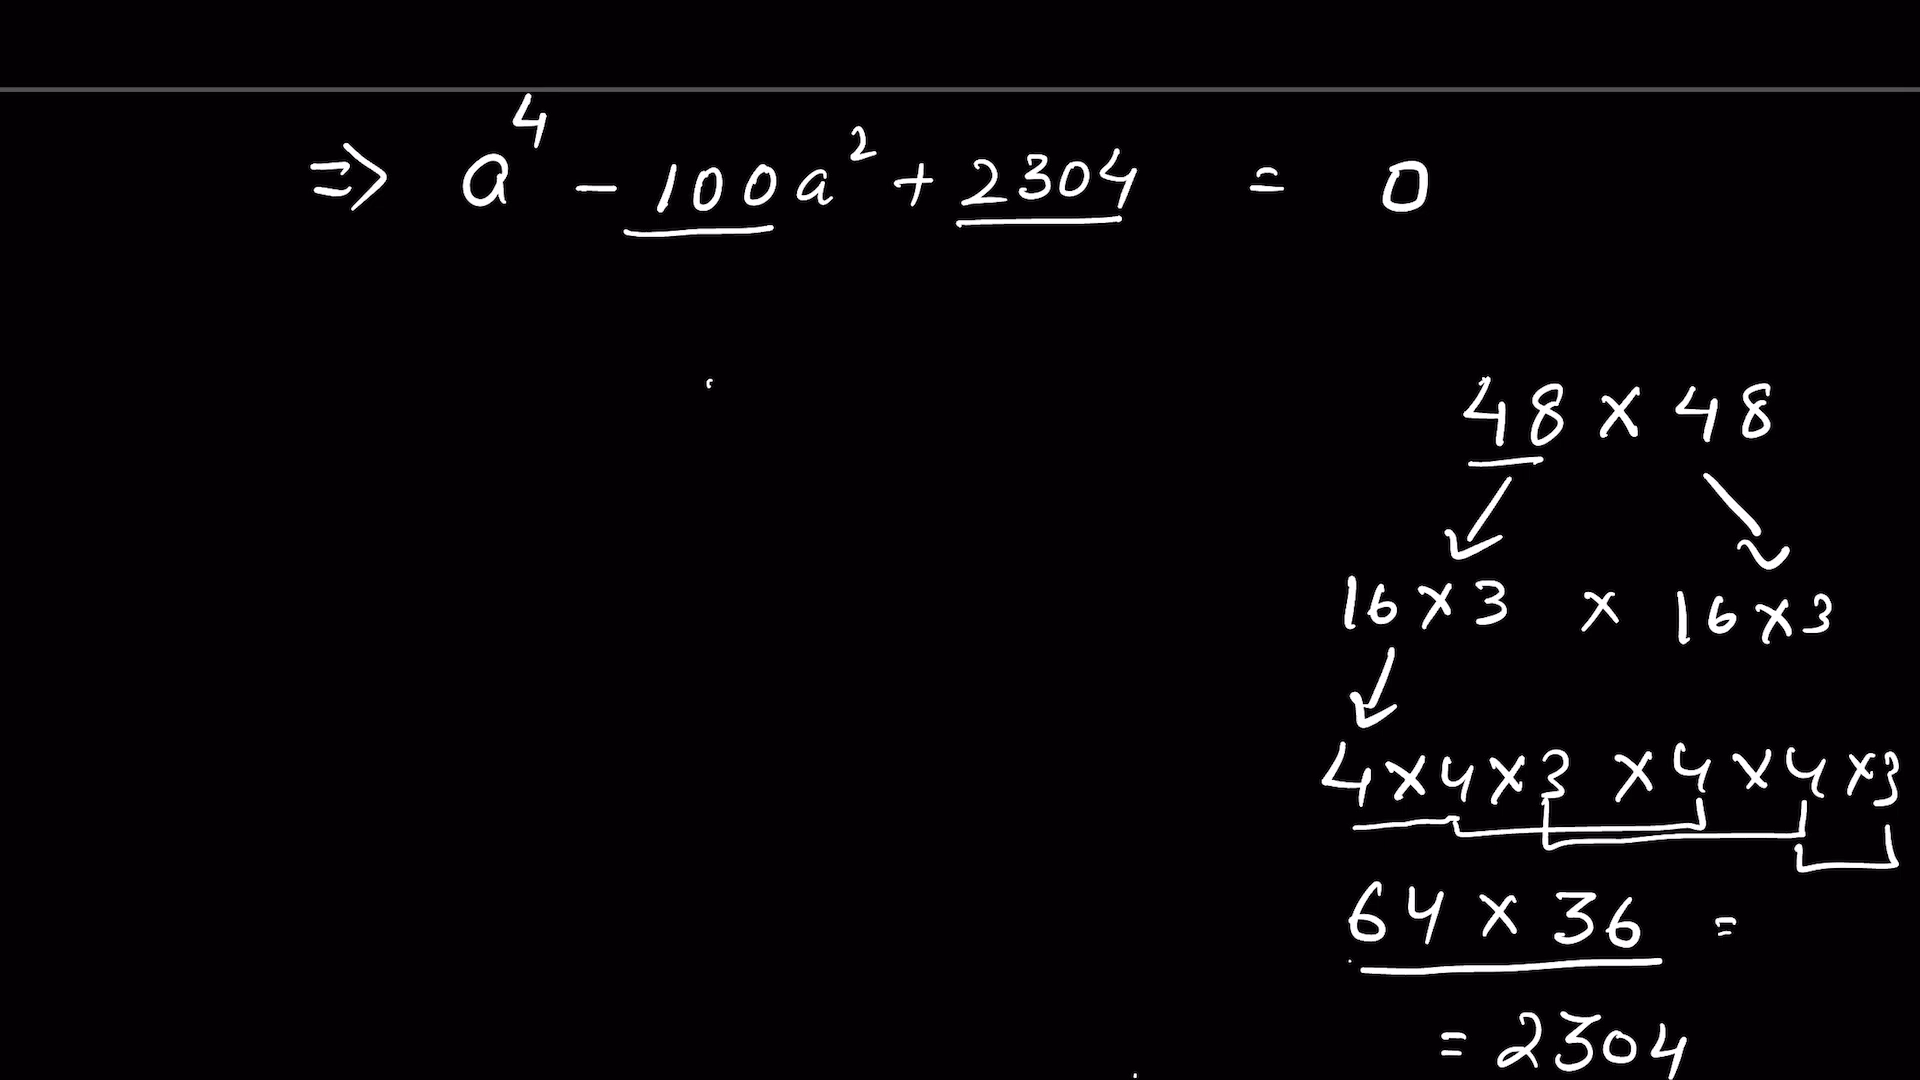 ⇒ a⁴ - 100a² + 2304 = 0
48 × 48
16 × 3 × 16 × 3
4 × 4 × 3 × 4 × 4 × 3
64 × 36 =
= 2304